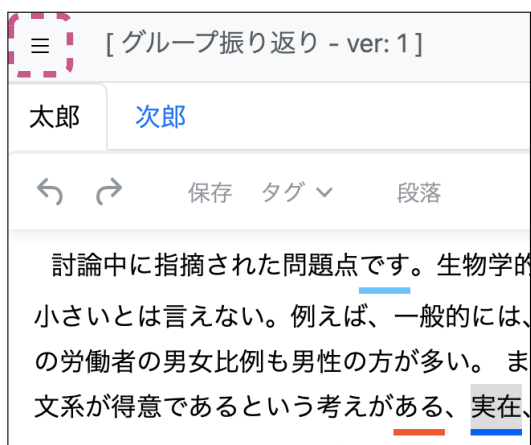 [ グループ振り返り - ver: 1 ]
太郎 次郎
保存 タグ 段落
討論中に指摘された問題点です。生物学的
小さいとは言えない。例えば、一般的には、
の労働者の男女比例も男性の方が多い。 ま
文系が得意であるという考えがある、実在、